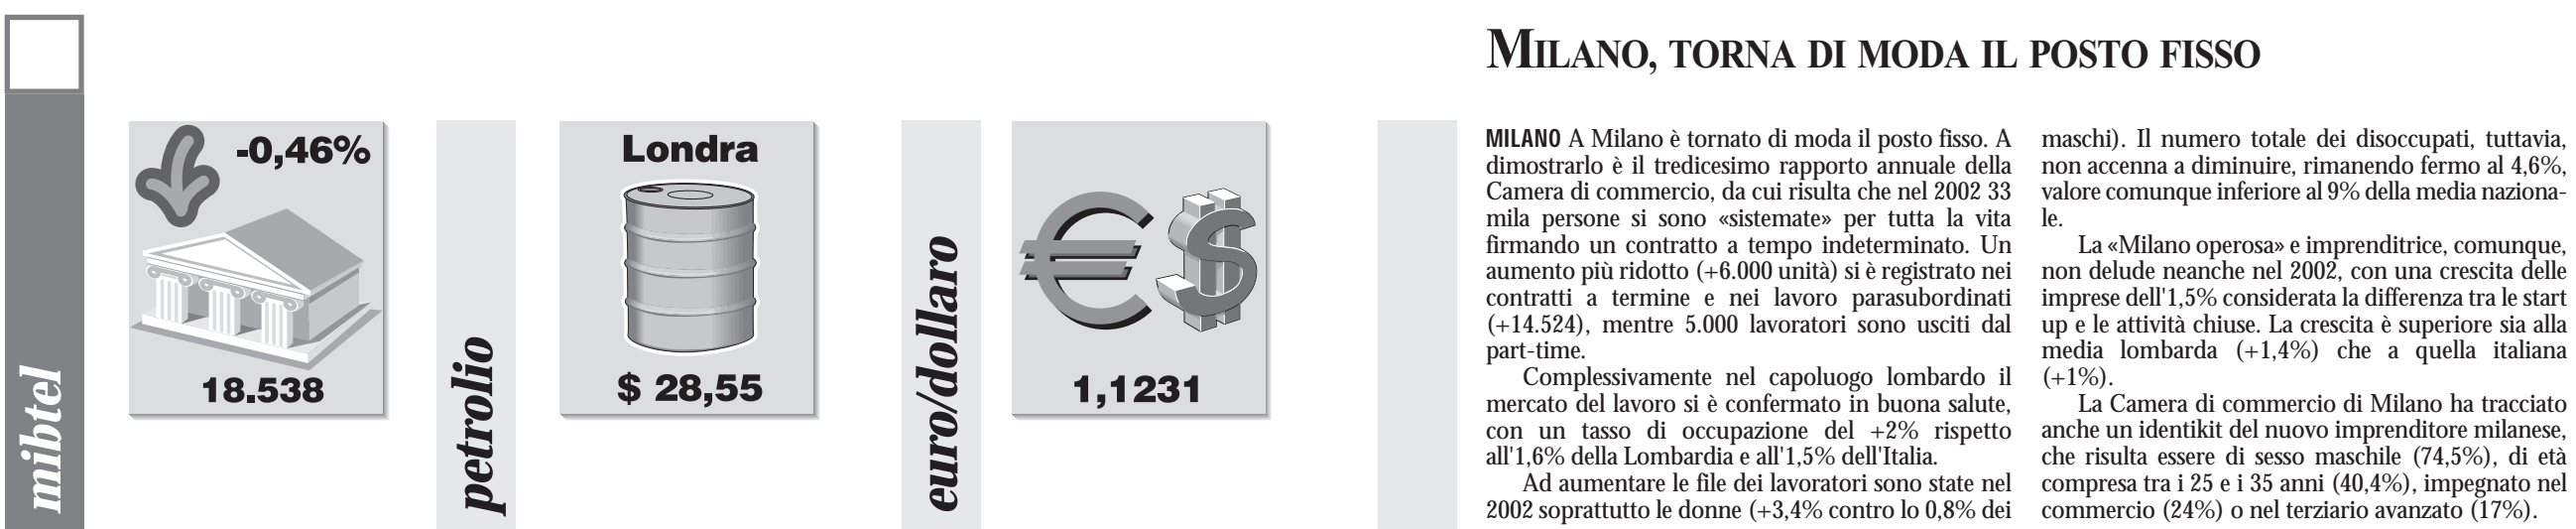 mibtel
-0,46%
18.538
petrolio
Londra
$ 28,55
euro/dollaro
1,1231
MILANO, TORNA DI MODA IL POSTO FISSO
MILANO A Milano è tornato di moda il posto fisso. A
dimostrarlo è il tredicesimo rapporto annuale della
Camera di commercio, da cui risulta che nel 2002 33
mila persone si sono «sistemate» per tutta la vita
firmando un contratto a tempo indeterminato. Un
aumento più ridotto (+6.000 unità) si è registrato nei
contratti a termine e nei lavoro parasubordinati
(+14.524), mentre 5.000 lavoratori sono usciti dal
part-time.
Complessivamente nel capoluogo lombardo il
mercato del lavoro si è confermato in buona salute,
con un tasso di occupazione del +2% rispetto
all'1,6% della Lombardia e all'1,5% dell'Italia.
Ad aumentare le file dei lavoratori sono state nel
2002 soprattutto le donne (+3,4% contro lo 0,8% dei
maschi). Il numero totale dei disoccupati, tuttavia,
non accenna a diminuire, rimanendo fermo al 4,6%,
valore comunque inferiore al 9% della media naziona-
le.
La «Milano operosa» e imprenditrice, comunque,
non delude neanche nel 2002, con una crescita delle
imprese dell'1,5% considerata la differenza tra le start
up e le attività chiuse. La crescita è superiore sia alla
media lombarda (+1,4%) che a quella italiana
(+1%).
La Camera di commercio di Milano ha tracciato
anche un identikit del nuovo imprenditore milanese,
che risulta essere di sesso maschile (74,5%), di età
compresa tra i 25 e i 35 anni (40,4%), impegnato nel
commercio (24%) o nel terziario avanzato (17%).